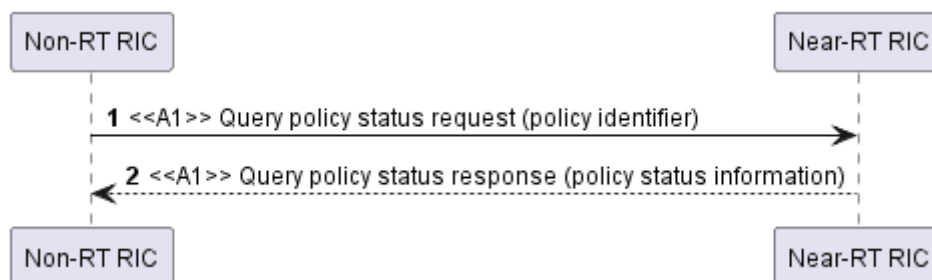 Non-RT RIC
Near-RT RIC
1 <<A1>> Query policy status request (policy identifier)
2 <<A1>> Query policy status response (policy status information)
Non-RT RIC
Near-RT RIC